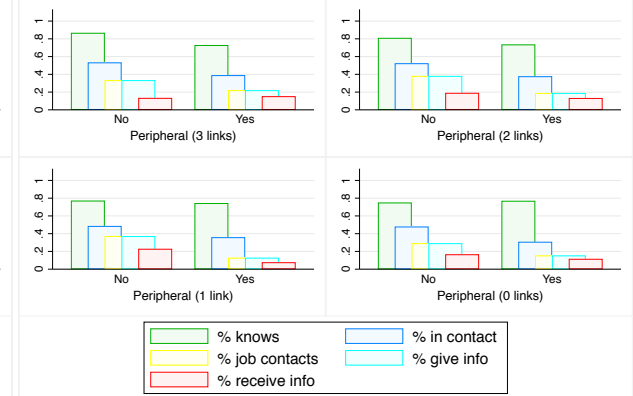 1
.8
.6
.4
.2
0
No Yes
Peripheral (3 links)
1
.8
.6
.4
.2
0
No Yes
Peripheral (2 links)
1
.8
.6
.4
.2
0
No Yes
Peripheral (1 link)
1
.8
.6
.4
.2
0
No Yes
Peripheral (0 links)
% knows % in contact
% job contacts % give info
% receive info